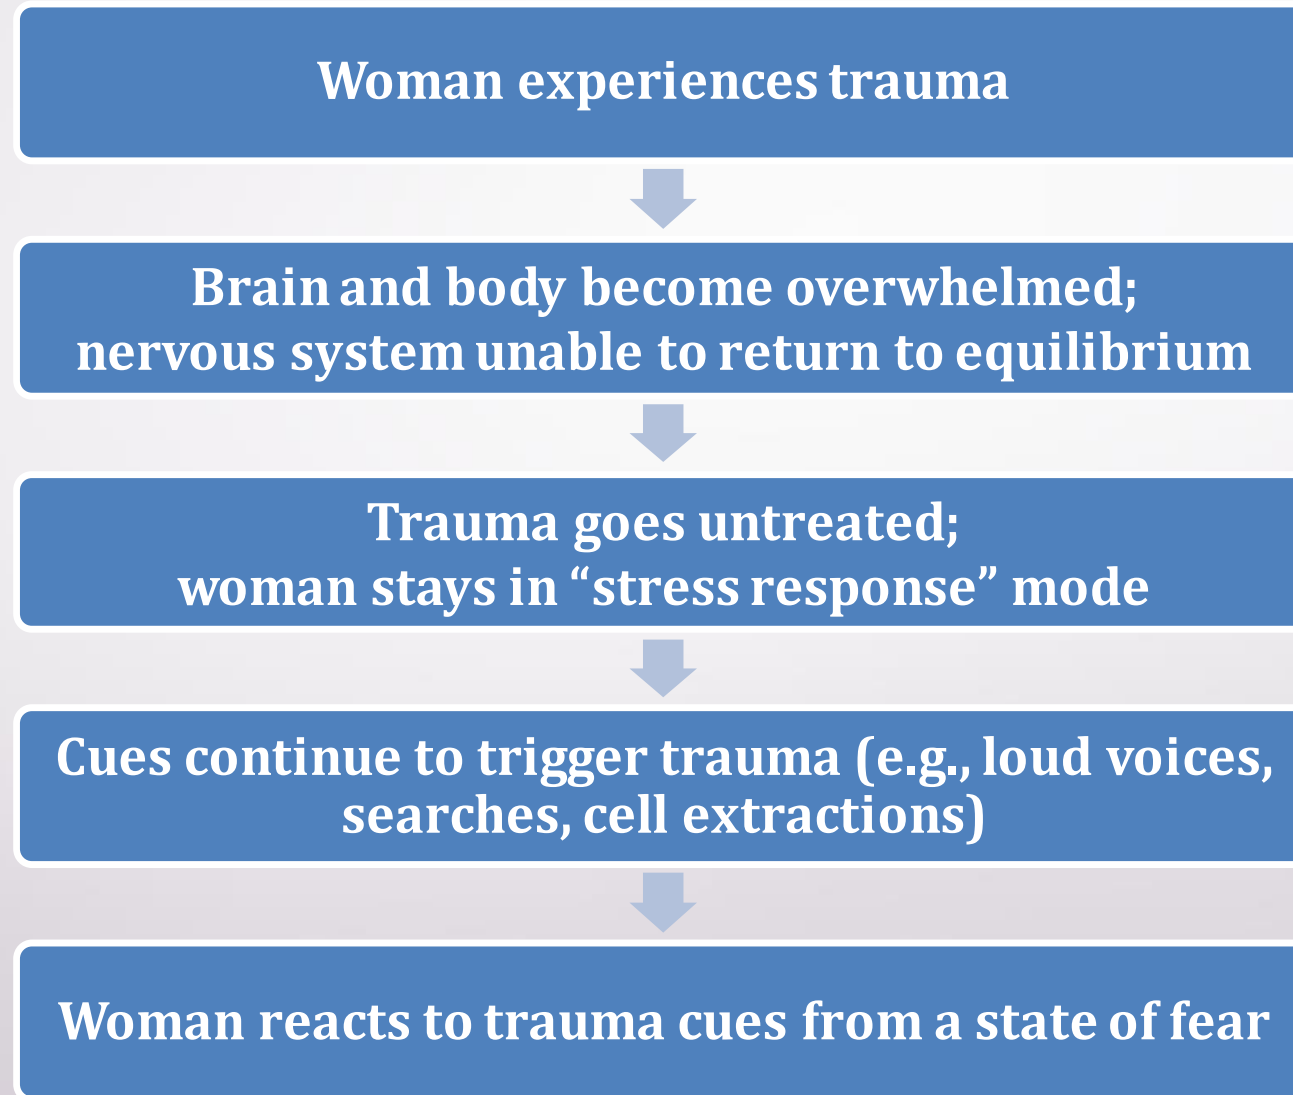 Woman experiences trauma
Brain and body become overwhelmed;
nervous system unable to return to equilibrium
Trauma goes untreated;
woman stays in “stress response” mode
Cues continue to trigger trauma (e.g., loud voices,
searches, cell extractions)
Woman reacts to trauma cues from a state of fear